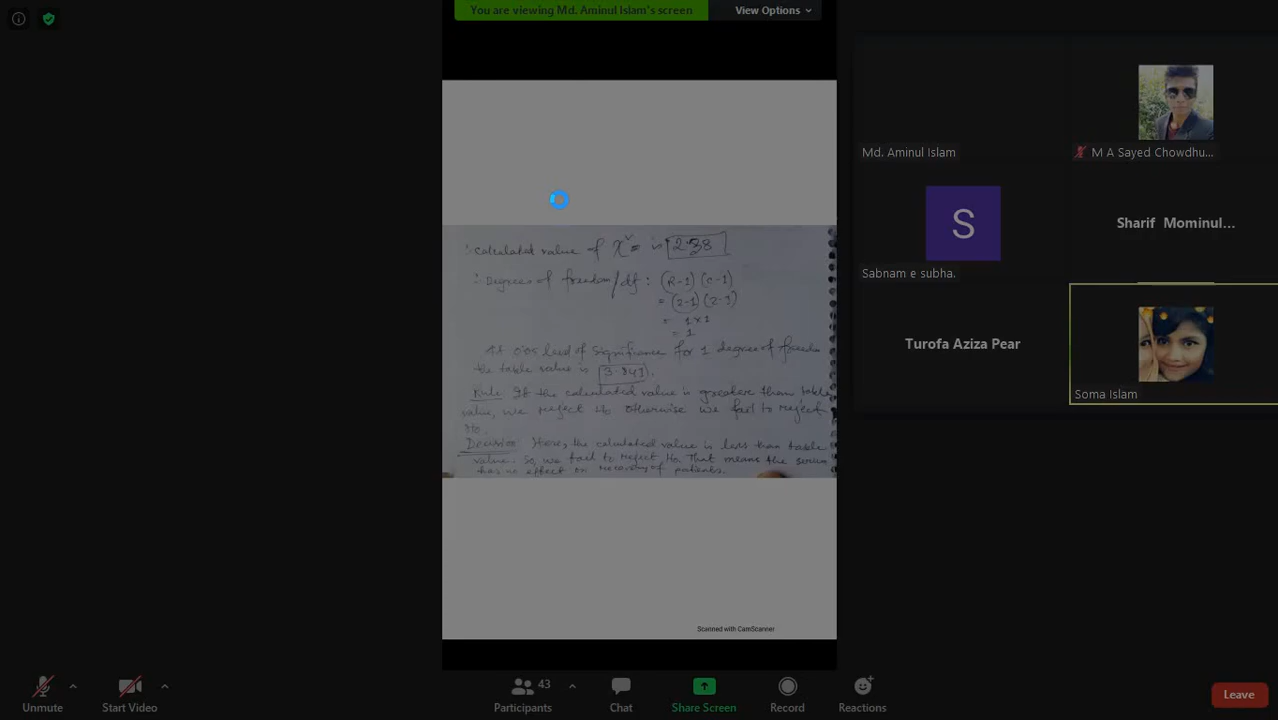 You are viewing Md. Aminul Islam's screen
View Options
Md. Aminul Islam
M A Sayed Chowdhu...
S
Sabnam e subha.
Sharif Mominul...
Turofa Aziza Pear
Soma Islam
∴ Calculated value of χ² = is 2.38
∴ Degrees of freedom/df : (R-1) (C-1)
= (2-1) (2-1)
= 1×1
= 1
At 0.05 level of significance for 1 degree of freedom
the table value is 3.841.
Rule: If the calculated value is greater than table
value, we reject Ho otherwise we fail to reject
Ho.
Decision: Here, the calculated value is less than table
value. So, we fail to reject Ho. That means the serum
has no effect on recovery of patients.
Scanned with CamScanner
Unmute
Start Video
43
Participants
Chat
Share Screen
Record
Reactions
Leave